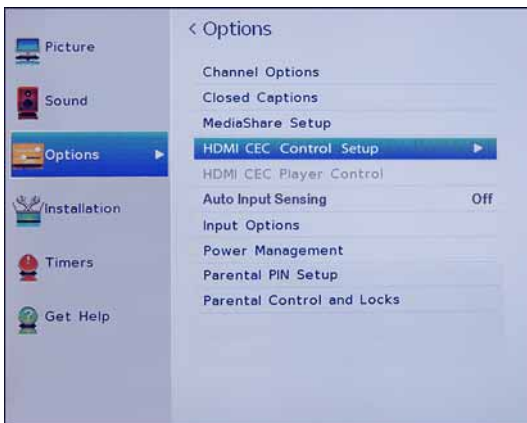 Picture
Sound
Options
Installation
Timers
Get Help
< Options
Channel Options
Closed Captions
MediaShare Setup
HDMI CEC Control Setup
HDMI CEC Player Control
Auto Input Sensing Off
Input Options
Power Management
Parental PIN Setup
Parental Control and Locks